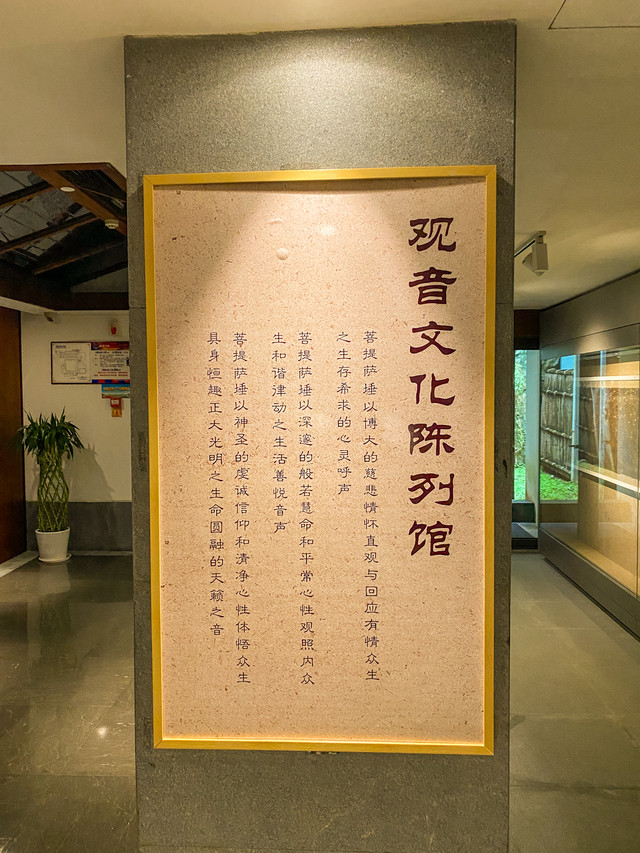 观音文化陈列馆
菩提萨埵以博大的慈悲情怀直观与回应有情众生
之生存希求的心灵呼声
菩提萨埵以深邃的般若慧命和平常心性观照内众
生和谐律动之生活善悦音声
菩提萨埵以神圣的虔诚信仰和清净心性体悟众生
具身恒趣正大光明之生命圆融的天籁之音